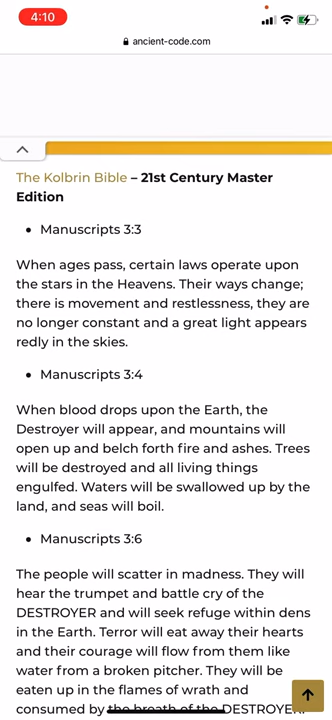 4:10
ancient-code.com
The Kolbrin Bible – 21st Century Master
Edition
• Manuscripts 3:3
When ages pass, certain laws operate upon
the stars in the Heavens. Their ways change;
there is movement and restlessness, they are
no longer constant and a great light appears
redly in the skies.
• Manuscripts 3:4
When blood drops upon the Earth, the
Destroyer will appear, and mountains will
open up and belch forth fire and ashes. Trees
will be destroyed and all living things
engulfed. Waters will be swallowed up by the
land, and seas will boil.
• Manuscripts 3:6
The people will scatter in madness. They will
hear the trumpet and battle cry of the
DESTROYER and will seek refuge within dens
in the Earth. Terror will eat away their hearts
and their courage will flow from them like
water from a broken pitcher. They will be
eaten up in the flames of wrath and
consumed by the breath of the DESTROYER.